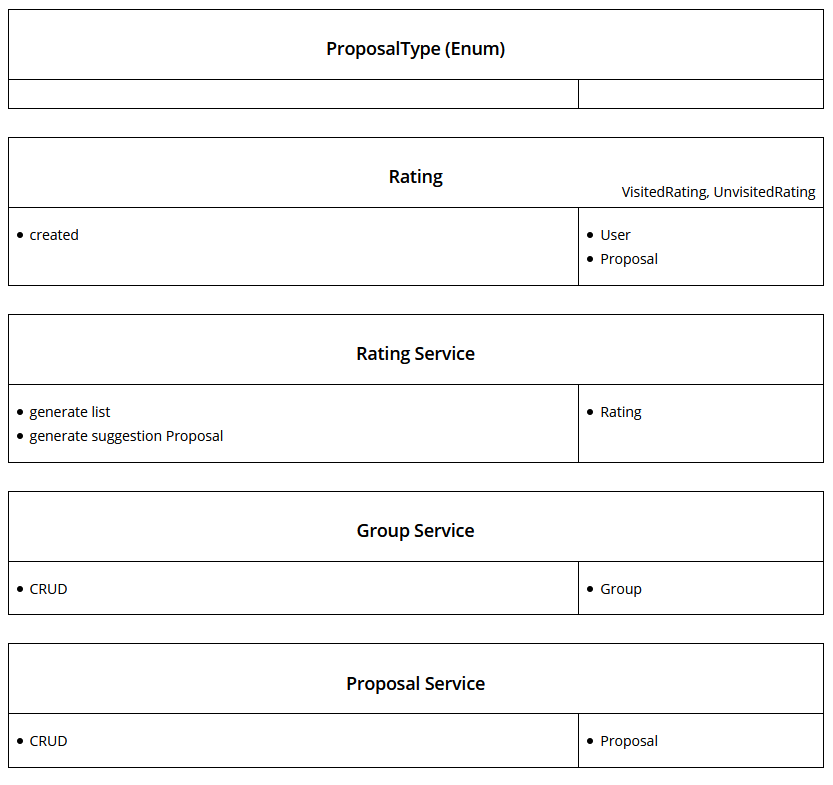 ProposalType (Enum)
Rating
VisitedRating, UnvisitedRating
• created
• User
• Proposal
Rating Service
• generate list
• generate suggestion Proposal
• Rating
Group Service
• CRUD
• Group
Proposal Service
• CRUD
• Proposal